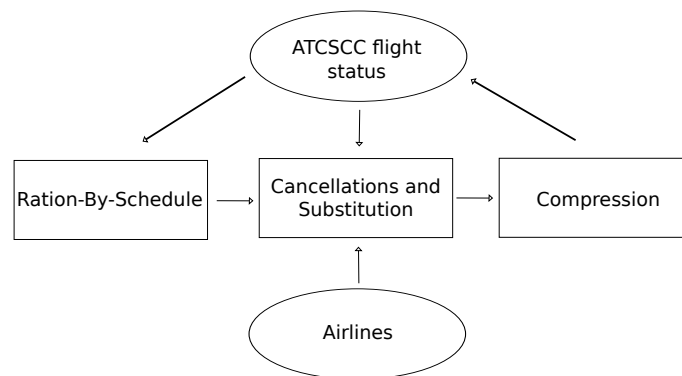 ATCSCC flight
status
Ration-By-Schedule
Cancellations and
Substitution
Compression
Airlines